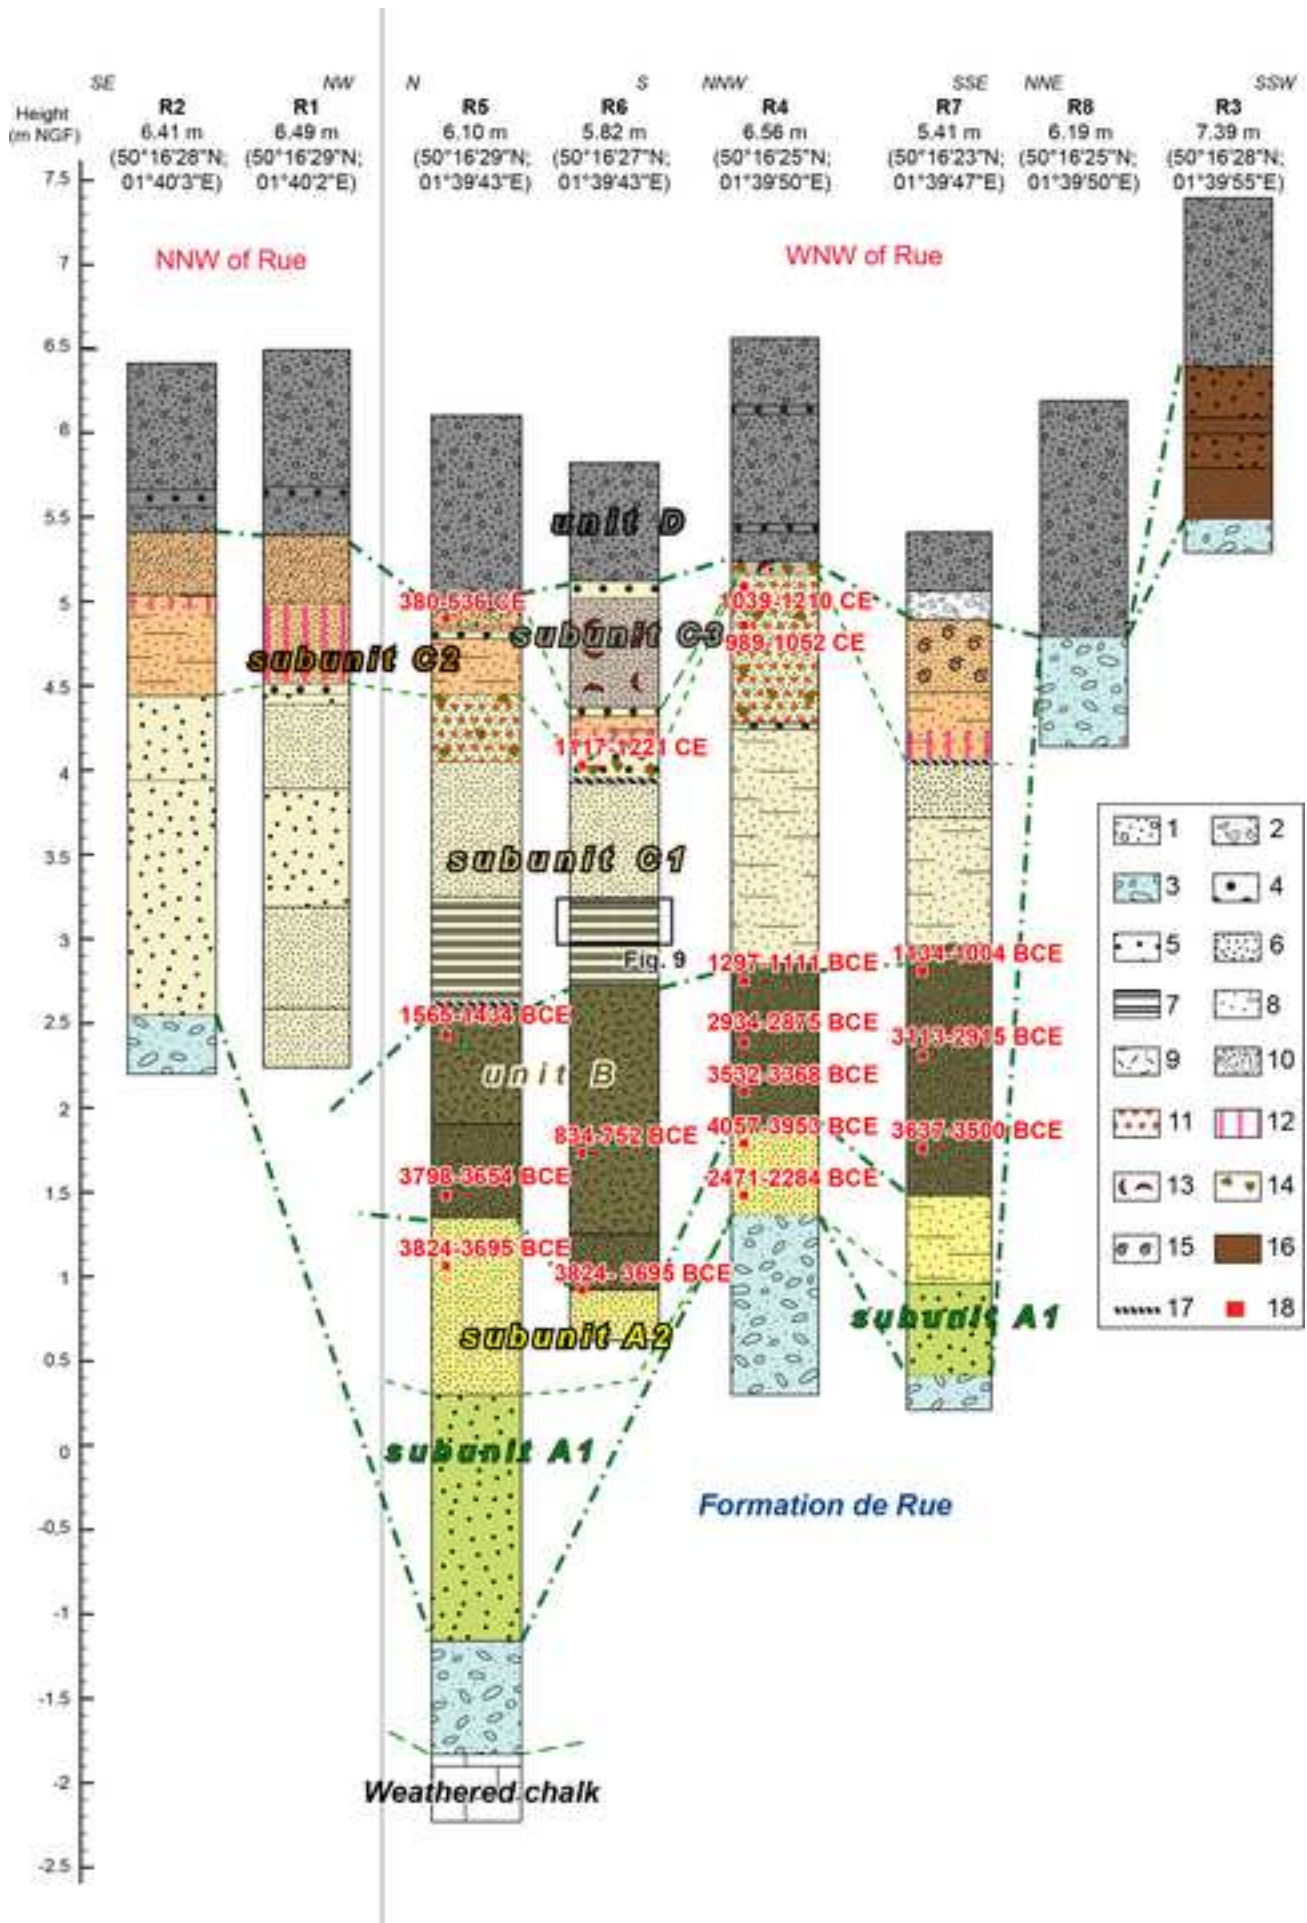 SE NW N S NNW SSE NNE SSW
Height
(m NGF)
R2
6.41 m
(50°16'28"N;
01°40'3"E)
R1
6.49 m
(50°16'29"N;
01°40'2"E)
R5
6.10 m
(50°16'29"N;
01°39'43"E)
R6
5.82 m
(50°16'27"N;
01°39'43"E)
R4
6.56 m
(50°16'25"N;
01°39'50"E)
R7
5.41 m
(50°16'23"N;
01°39'47"E)
R8
6.19 m
(50°16'25"N;
01°39'50"E)
R3
7.39 m
(50°16'28"N;
01°39'55"E)
7.5
7
6.5
6
5.5
5
4.5
4
3.5
3
2.5
2
1.5
1
0.5
0
-0.5
-1
-1.5
-2
-2.5
NNW of Rue
WNW of Rue
unit D
380-536 CE
1039-1210 CE
subunit C3
989-1052 CE
subunit C2
1117-1221 CE
subunit C1
Fig. 9
1297-1111 BCE
1134-1004 BCE
1565-1434 BCE
2934-2875 BCE
3113-2915 BCE
unit B
3532-3368 BCE
834-752 BCE
4057-3953 BCE
3637-3500 BCE
3798-3654 BCE
2471-2284 BCE
3824-3695 BCE
3824- 3695 BCE
subunit A2
subunit A1
subunit A1
Formation de Rue
Weathered chalk
1 2
3 4
5 6
7 8
9 10
11 12
13 14
15 16
17 18